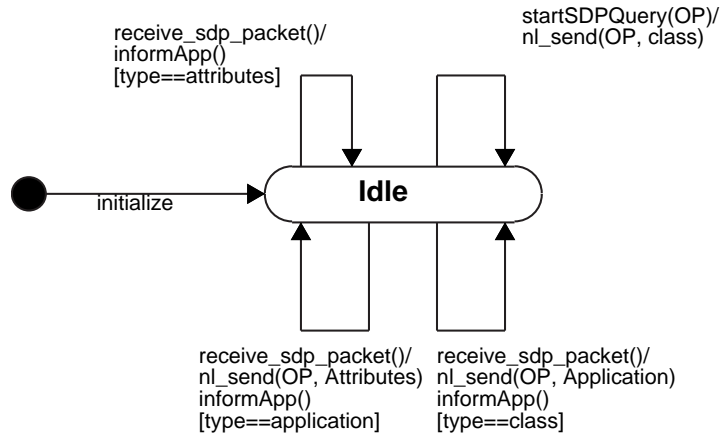 receive_sdp_packet()/
informApp()
[type==attributes]
startSDPQuery(OP)/
nl_send(OP, class)
Idle
initialize
receive_sdp_packet()/
nl_send(OP, Attributes)
informApp()
[type==application]
receive_sdp_packet()/
nl_send(OP, Application)
informApp()
[type==class]